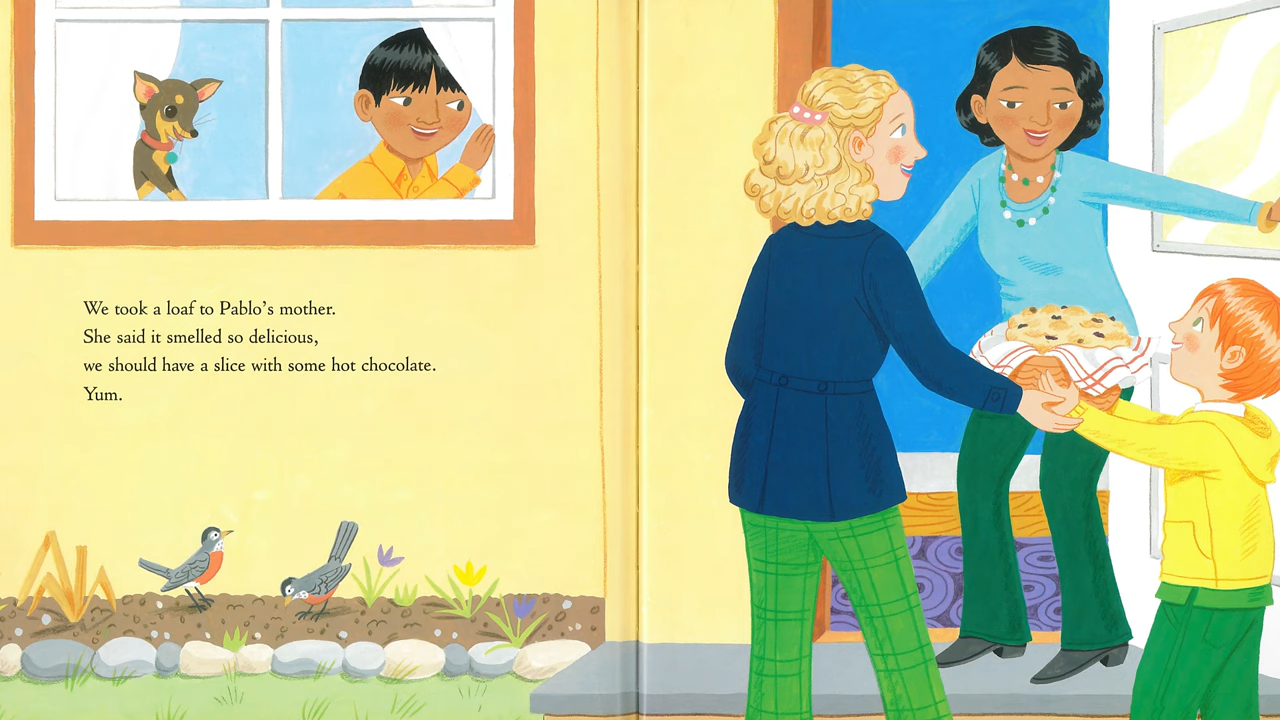 We took a loaf to Pablo's mother.
She said it smelled so delicious,
we should have a slice with some hot chocolate.
Yum.